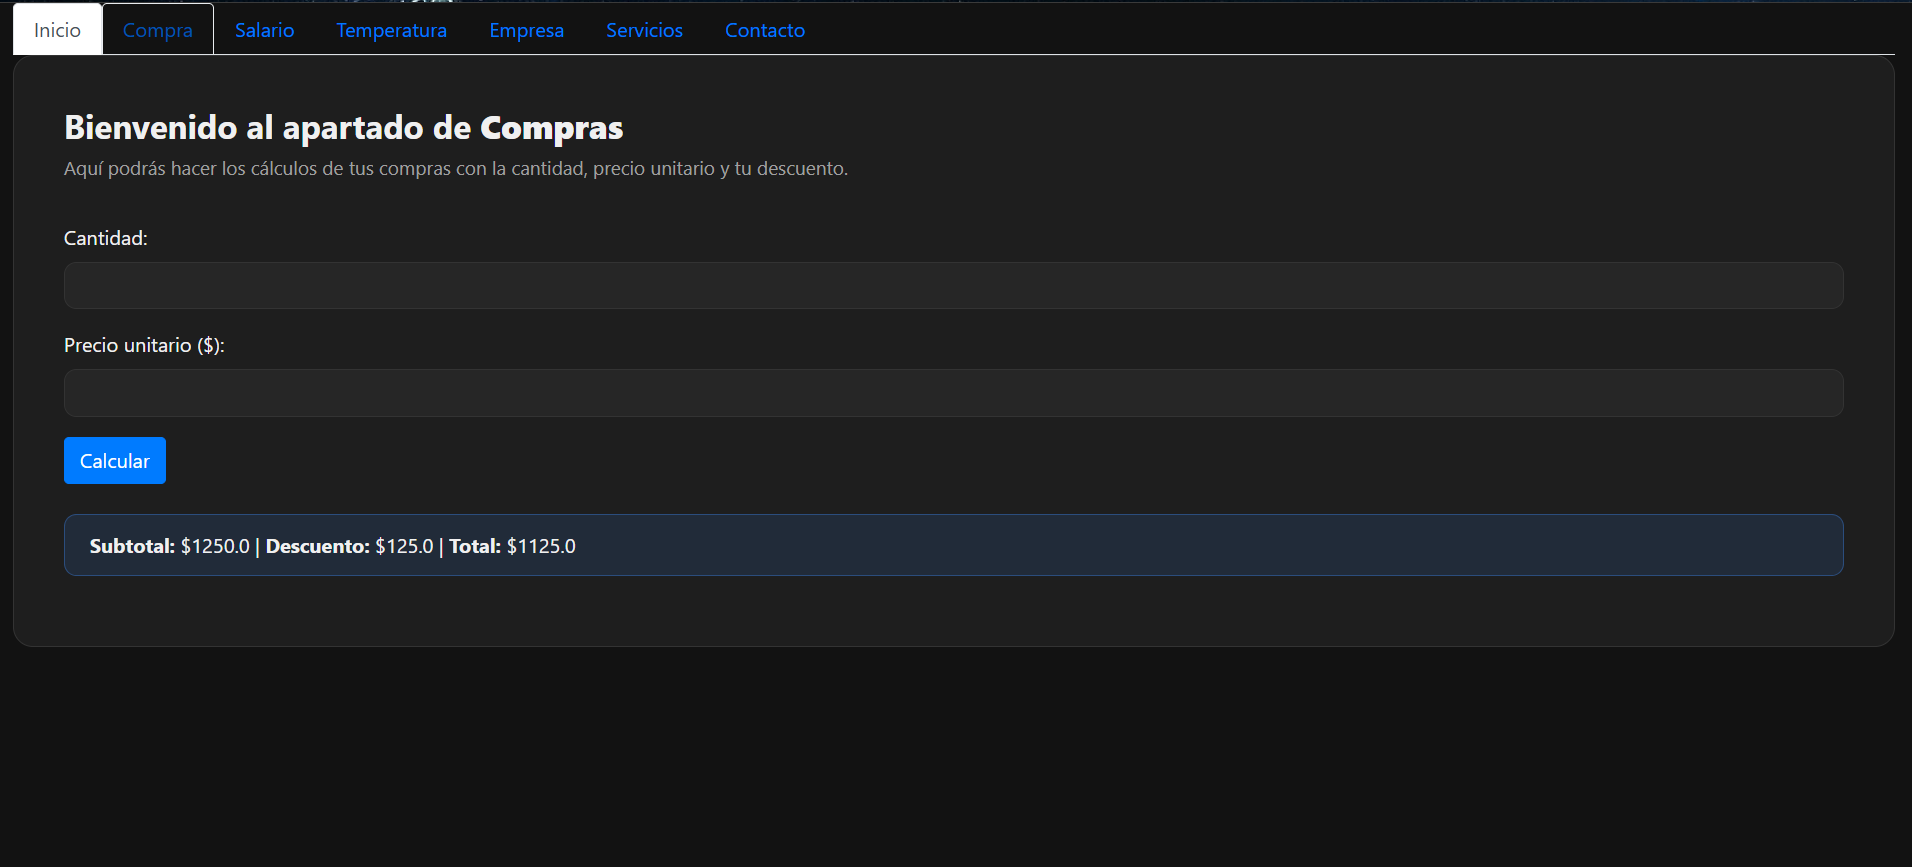 Inicio Compra Salario Temperatura Empresa Servicios Contacto
Bienvenido al apartado de Compras
Aquí podrás hacer los cálculos de tus compras con la cantidad, precio unitario y tu descuento.
Cantidad:
Precio unitario ($):
Calcular
Subtotal: $1250.0 | Descuento: $125.0 | Total: $1125.0